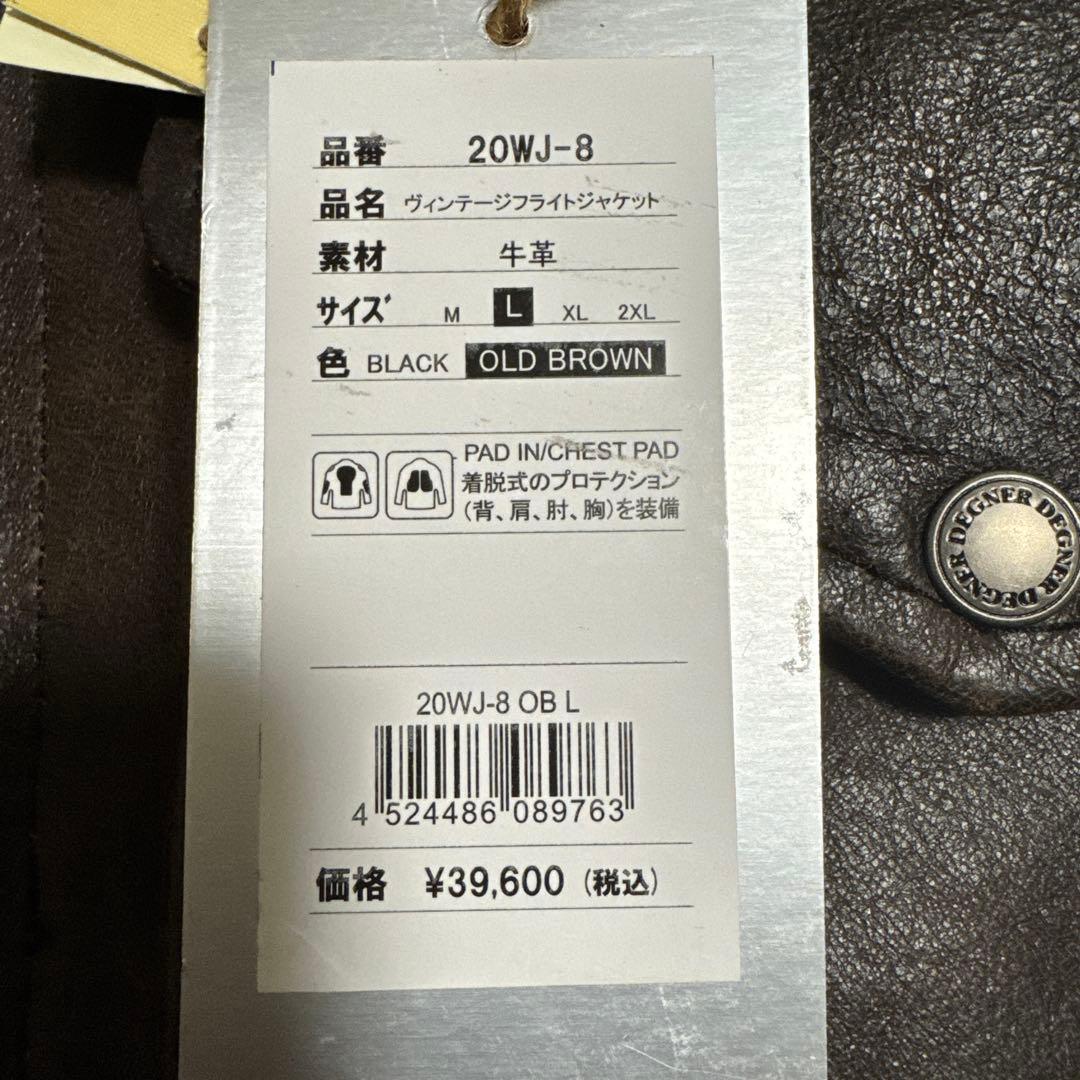 品番 20WJ-8
品名 ヴィンテージフライトジャケット
素材 牛革
サイズ M L XL 2XL
色 BLACK OLD BROWN
PAD IN/CHEST PAD
着脱式のプロテクション
(背、肩、肘、胸)を装備
20WJ-8 OB L
4 524486 089763
価格 ¥39,600 (税込)
DEGNER DEGNER DEGNER